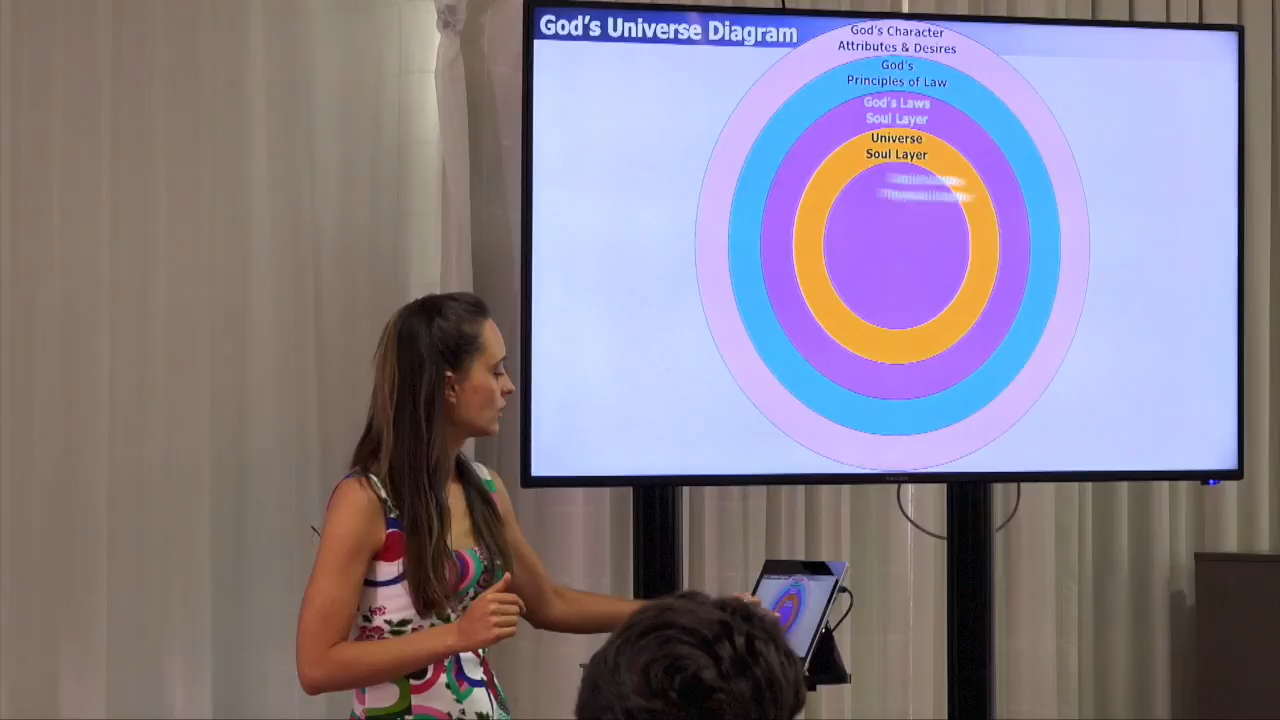 God's Universe Diagram
God's Character
Attributes & Desires
God's
Principles of Law
God's Laws
Soul Layer
Universe
Soul Layer